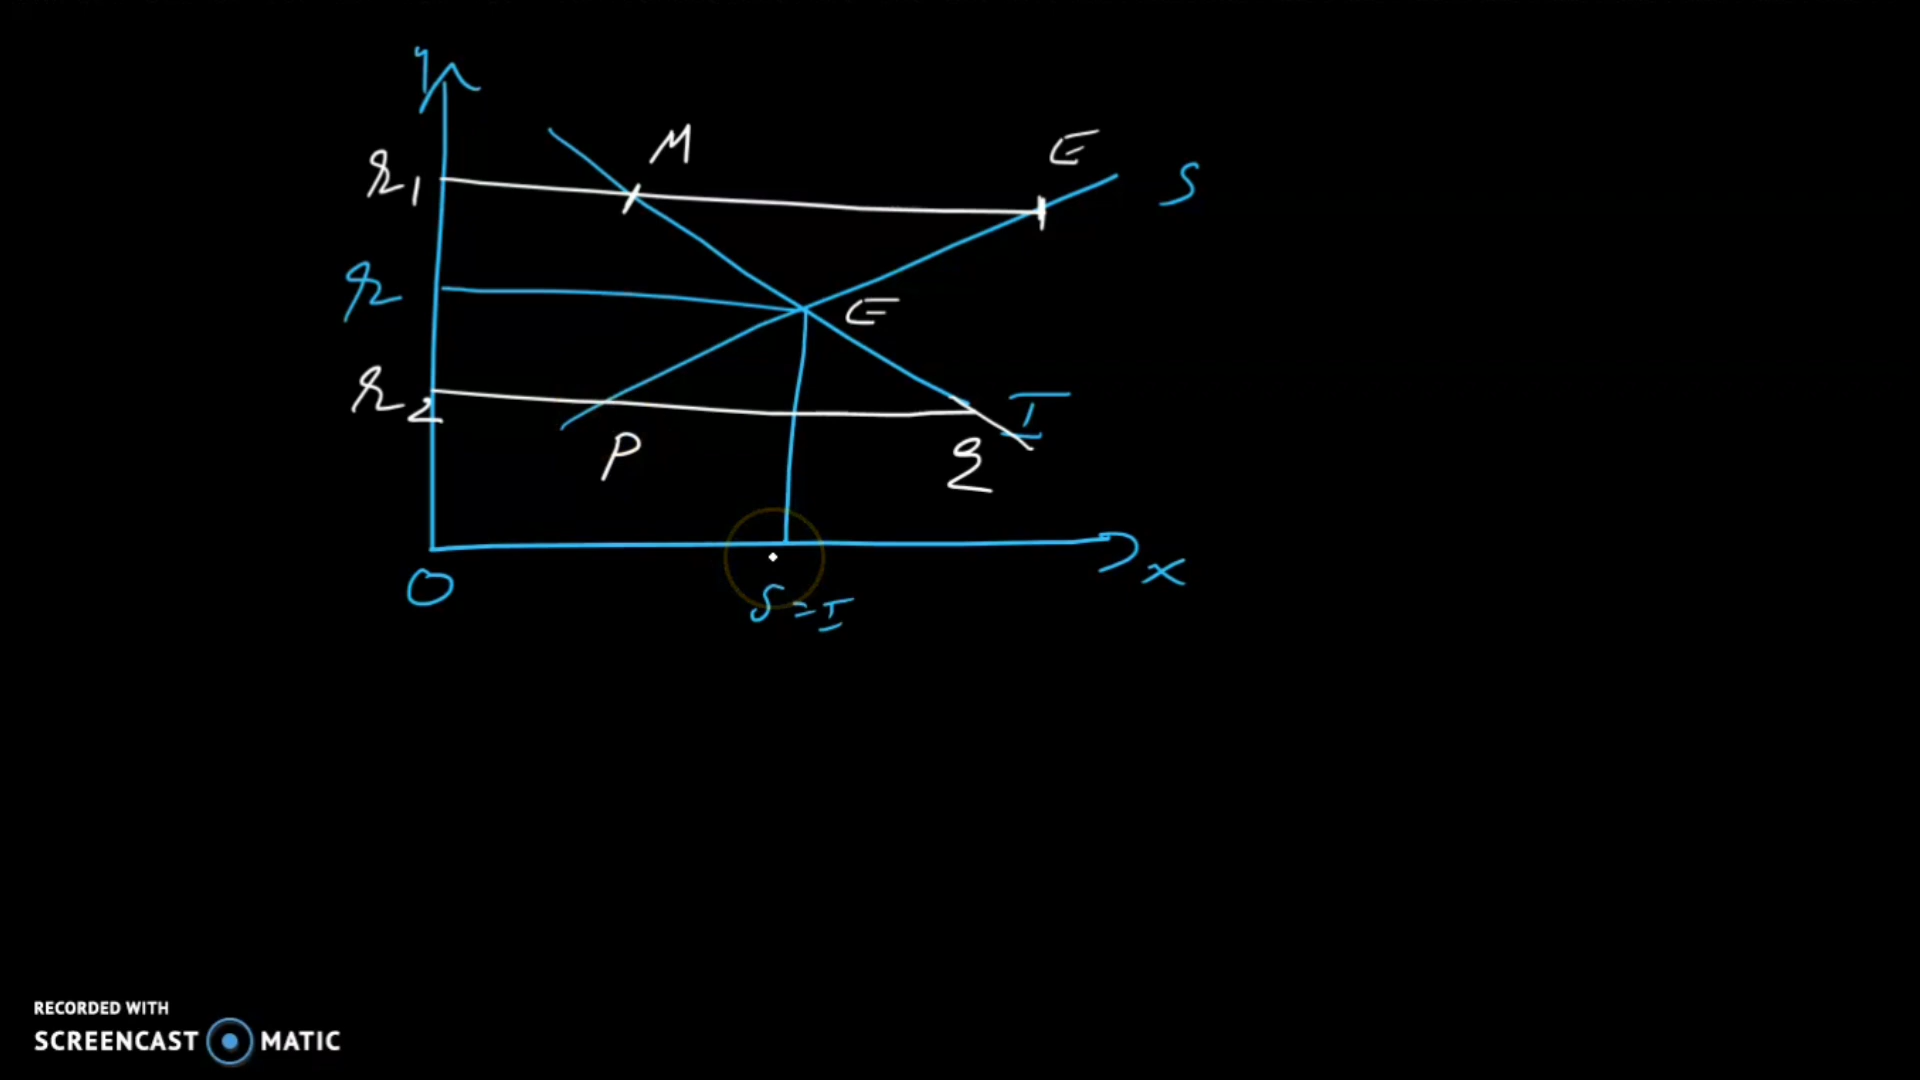 y
M
E
r1
S
r
E
r2
I
P
q
O
x
S = I
RECORDED WITH
SCREENCAST MATIC